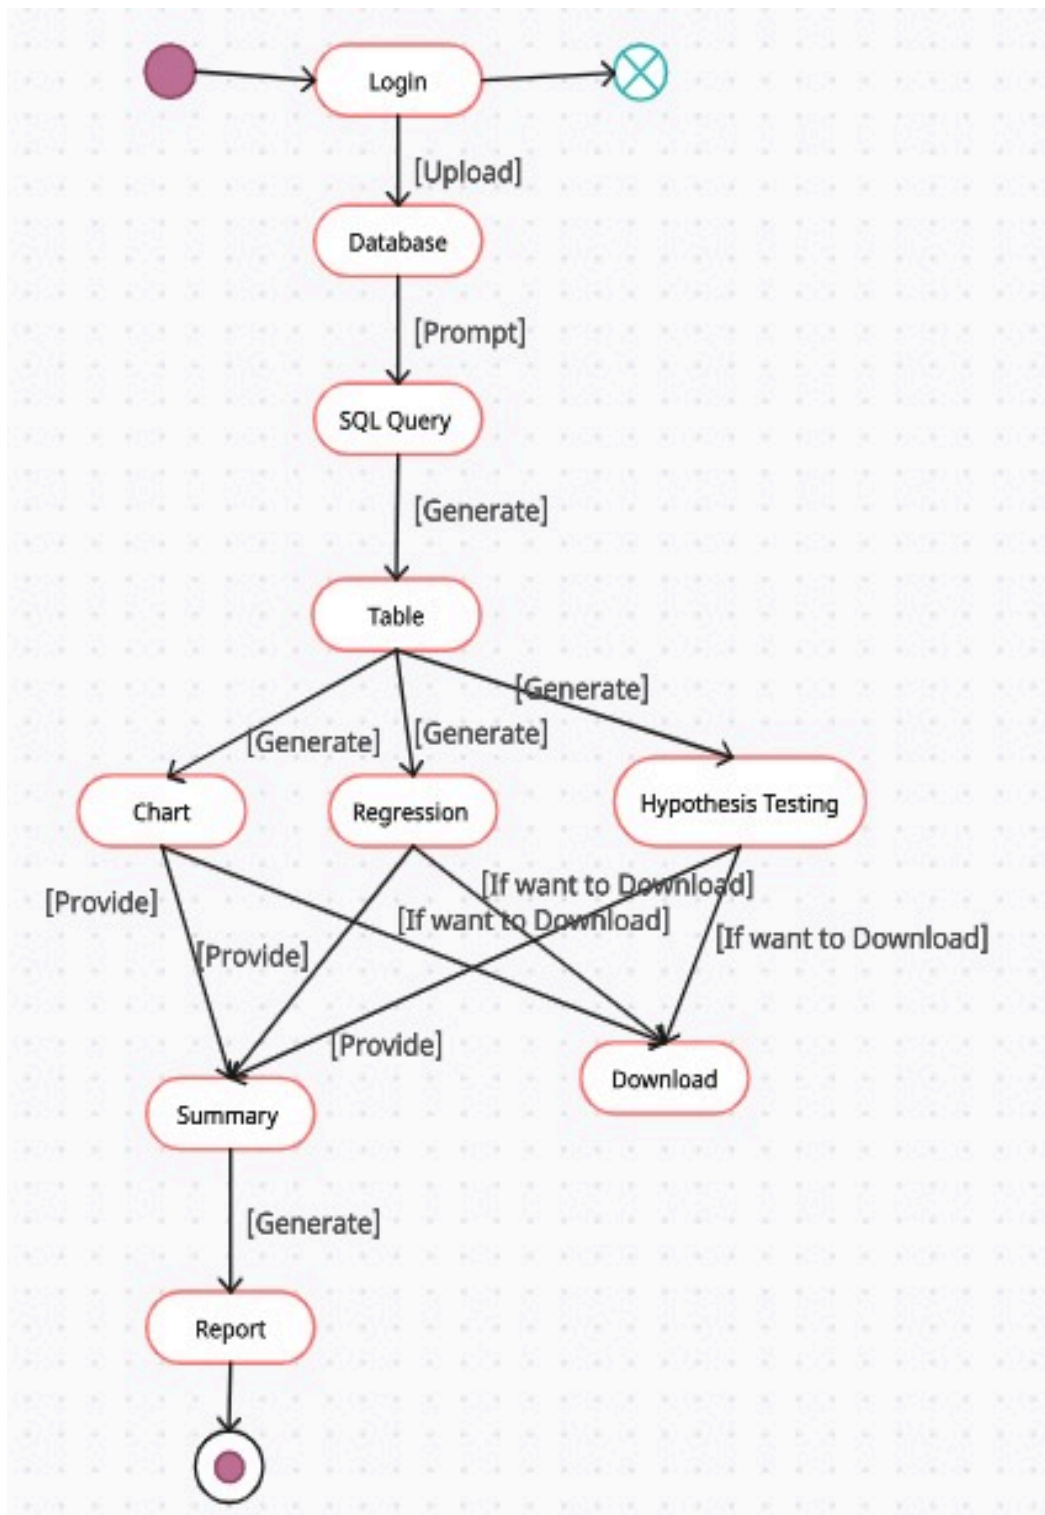 Login
[Upload]
Database
[Prompt]
SQL Query
[Generate]
Table
[Generate]
[Generate]
[Generate]
Chart
Regression
Hypothesis Testing
[If want to Download]
[Provide]
[If want to Download]
[If want to Download]
[Provide]
[Provide]
Download
Summary
[Generate]
Report